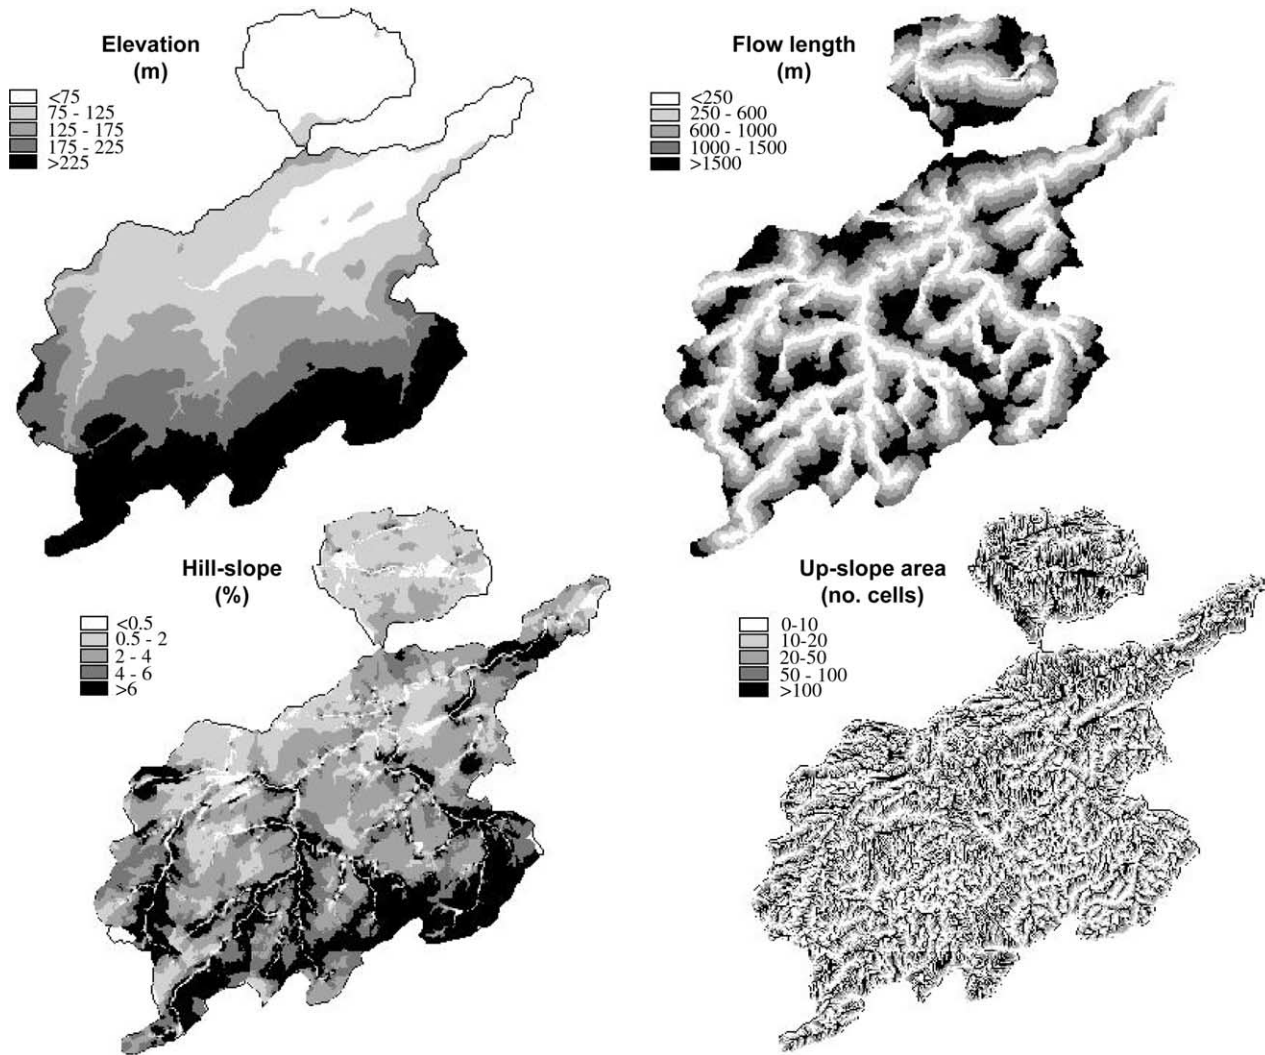 Elevation
(m)
<75
75 - 125
125 - 175
175 - 225
>225
Flow length
(m)
<250
250 - 600
600 - 1000
1000 - 1500
>1500
Hill-slope
(%)
<0.5
0.5 - 2
2 - 4
4 - 6
>6
Up-slope area
(no. cells)
0-10
10-20
20-50
50 - 100
>100